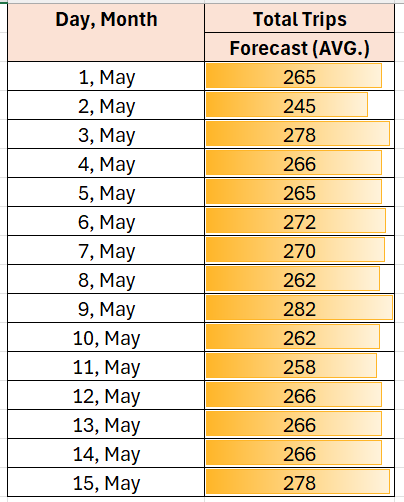 Day, Month Total Trips
Forecast (AVG.)
1, May 265
2, May 245
3, May 278
4, May 266
5, May 265
6, May 272
7, May 270
8, May 262
9, May 282
10, May 262
11, May 258
12, May 266
13, May 266
14, May 266
15, May 278